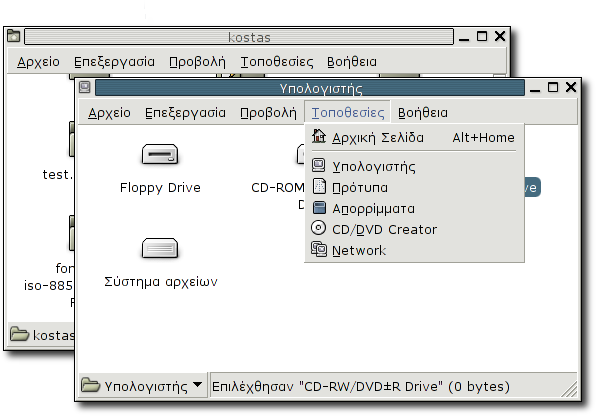 kostas
Αρχείο Επεξεργασία Προβολή Τοποθεσίες Βοήθεια
Υπολογιστής
Αρχείο Επεξεργασία Προβολή Τοποθεσίες Βοήθεια
Αρχική Σελίδα Alt+Home
Υπολογιστής
Πρότυπα
Απορρίμματα
CD/DVD Creator
Network
test.
Floppy Drive
CD-ROM
D
ve
fon
iso-885
Σύστημα αρχείων
kostas
Υπολογιστής
Επιλέχθησαν "CD-RW/DVD±R Drive" (0 bytes)